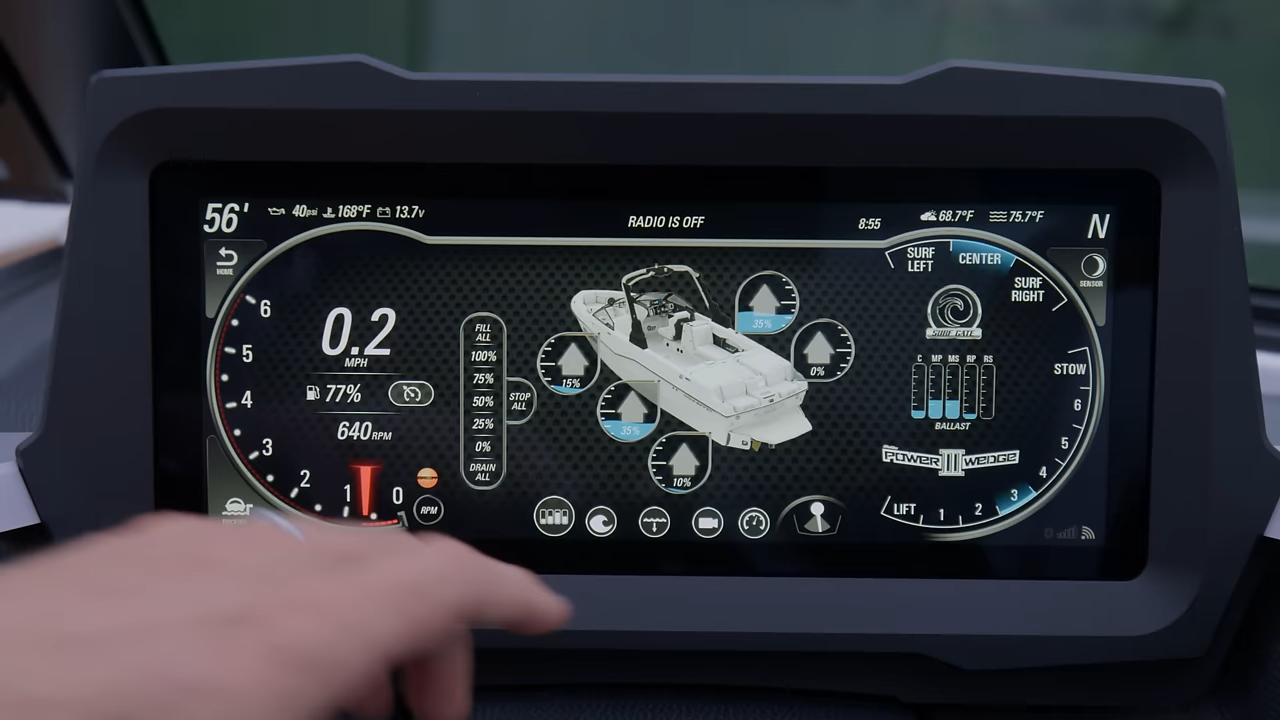 56' 40psi 168°F 13.7v RADIO IS OFF 8:55 68.7°F 75.7°F N
HOME
6
5
4
3
2
1
0
0.2
MPH
77%
640 RPM
RPM
FILL
ALL
100%
75%
50%
25%
0%
DRAIN
ALL
STOP
ALL
15%
35%
35%
0%
10%
SURF
LEFT
CENTER
SURF
RIGHT
SENSOR
SURF GATE
C MP MS RP RS
BALLAST
POWER III WEDGE
STOW
6
5
4
3
2
1
LIFT